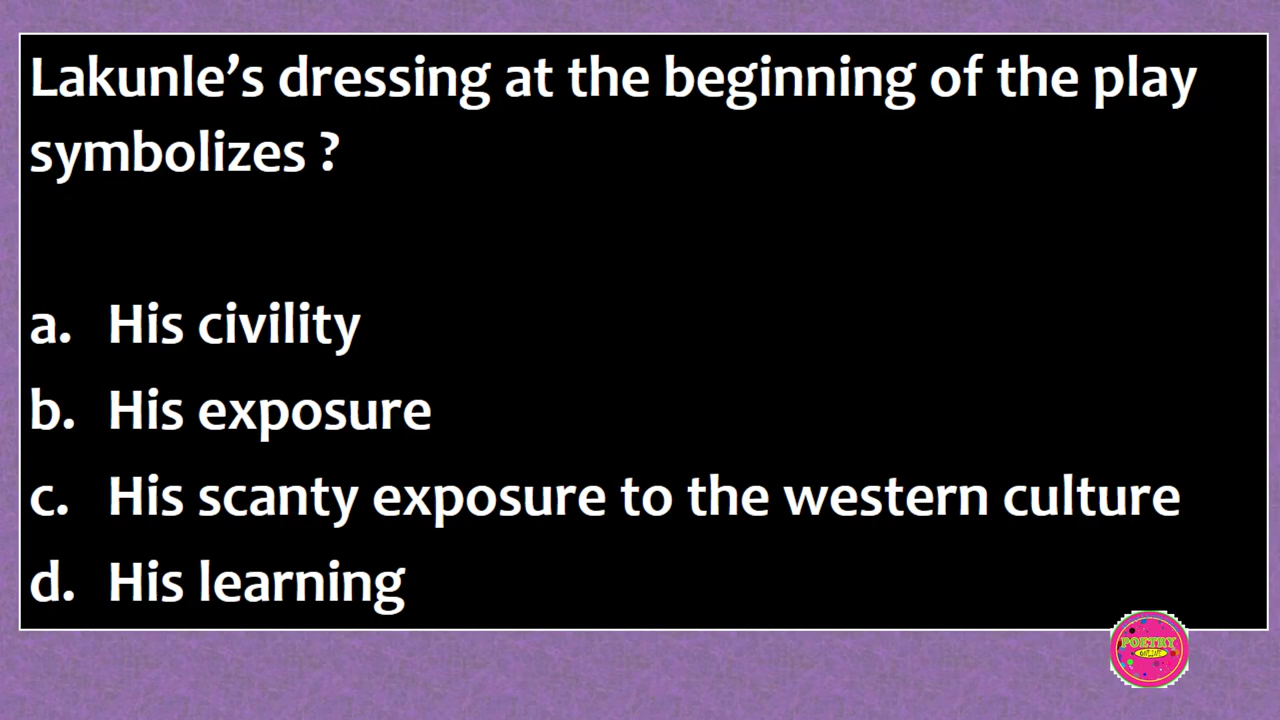 Lakunle’s dressing at the beginning of the play
symbolizes ?
a. His civility
b. His exposure
c. His scanty exposure to the western culture
d. His learning
POETRY